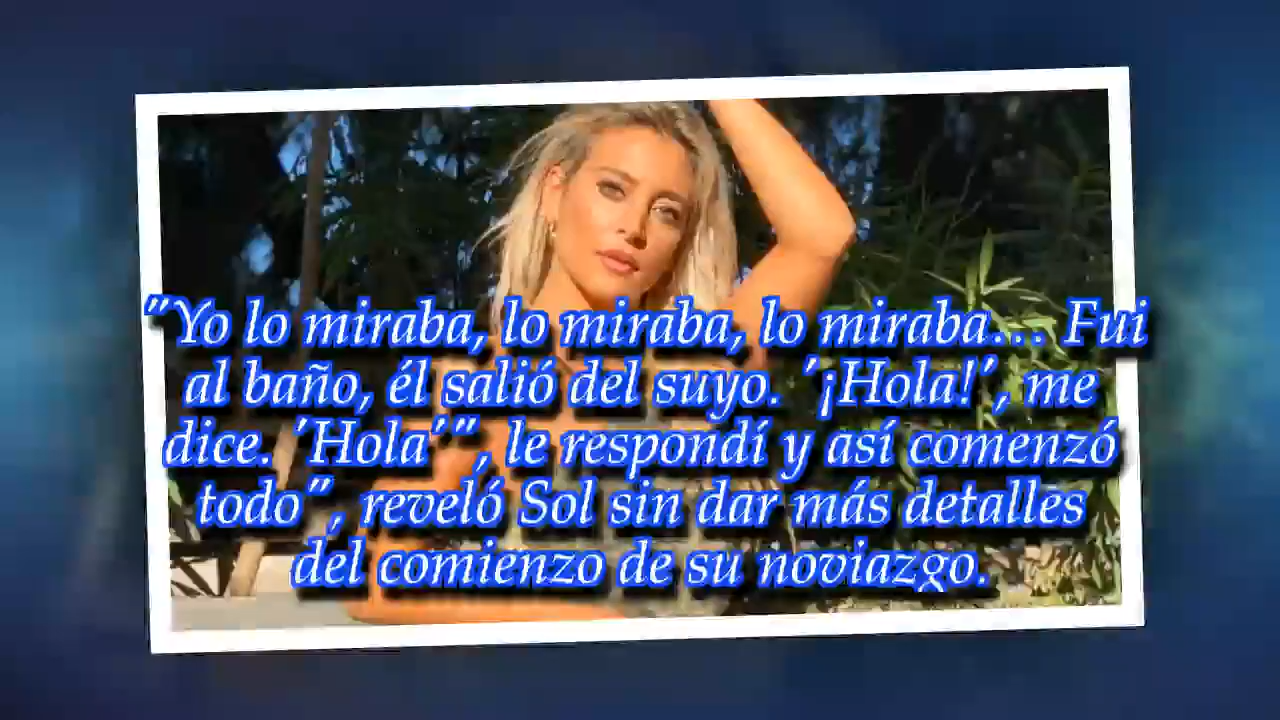 "Yo lo miraba, lo miraba, lo miraba… Fui
al baño, él salió del suyo. '¡Hola!', me
dice. 'Hola'", le respondí y así comenzó
todo", reveló Sol sin dar más detalles
del comienzo de su noviazgo.